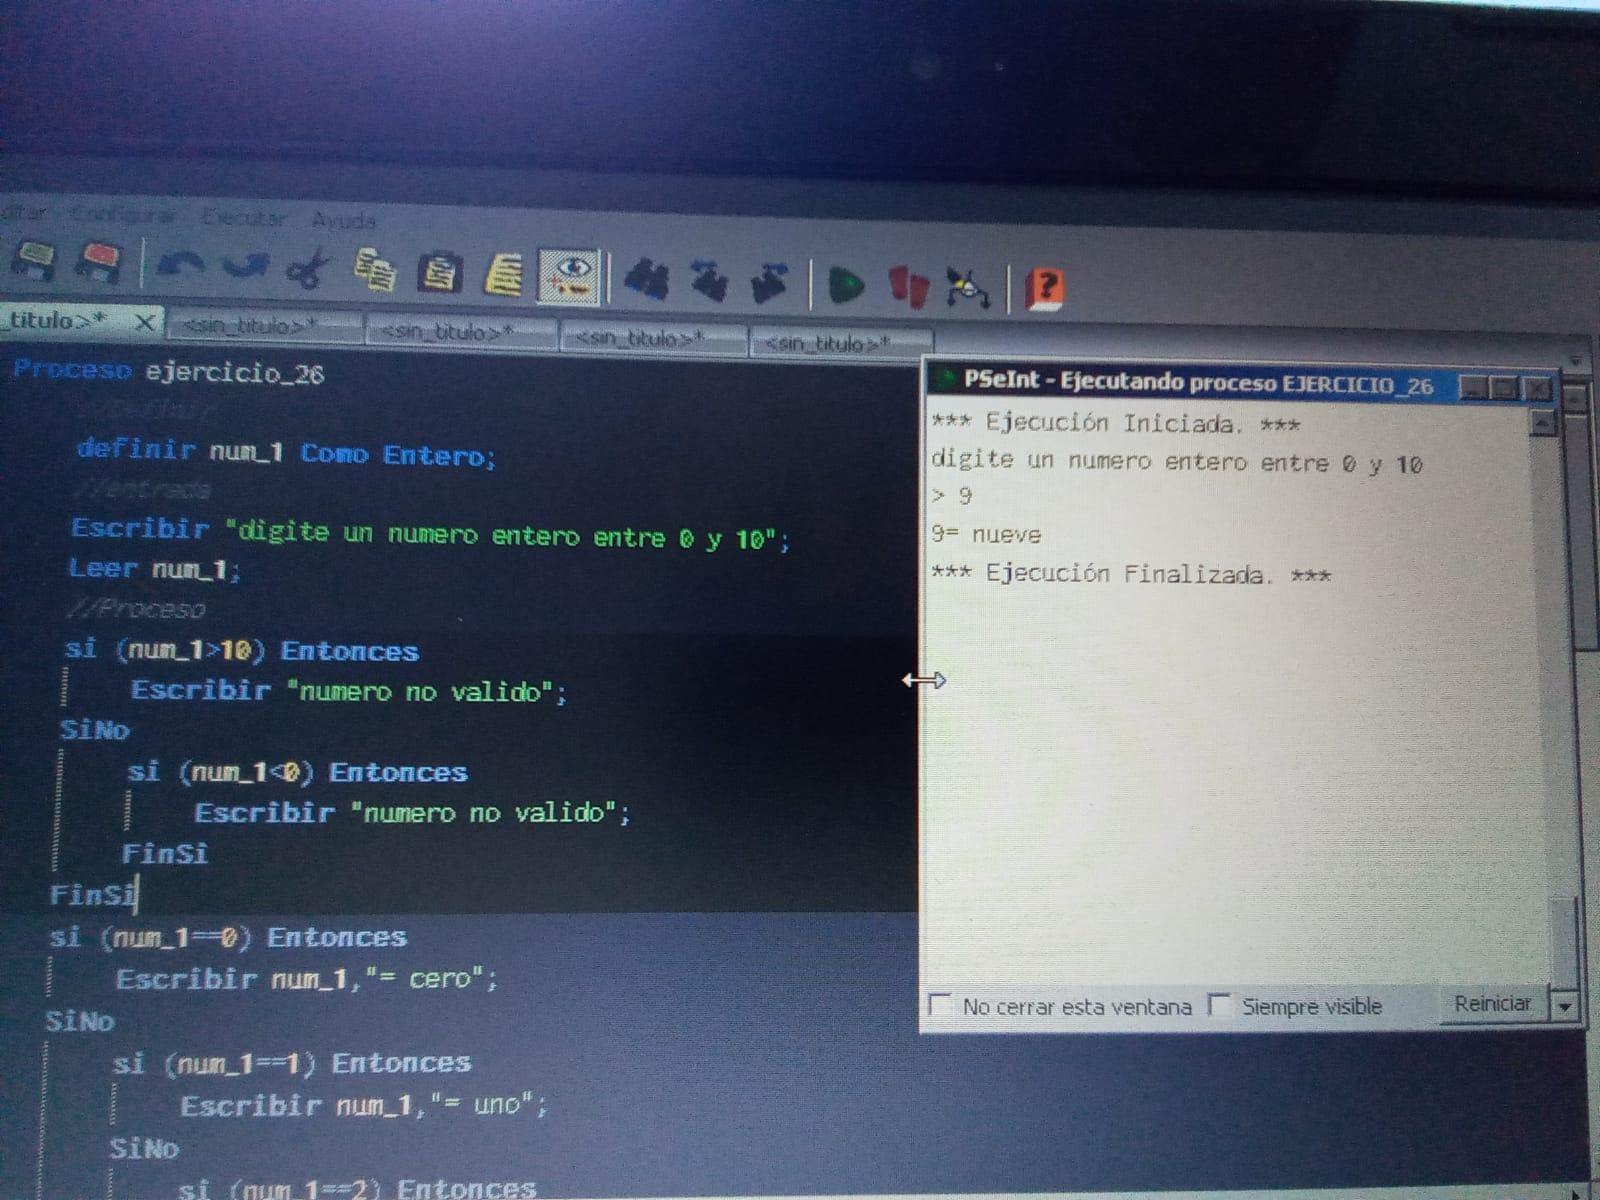 Configurar Ejecutar Ayuda
_titulo>* X <sin_titulo>* <sin_titulo>* <sin_titulo>* <sin_titulo>*
Proceso ejercicio_26
//Definir
definir num_1 Como Entero;
//entrada
Escribir "digite un numero entero entre 0 y 10";
Leer num_1;
//Proceso
si (num_1>10) Entonces
Escribir "numero no valido";
SiNo
si (num_1<0) Entonces
Escribir "numero no valido";
FinSi
FinSi
si (num_1==0) Entonces
Escribir num_1,"= cero";
SiNo
si (num_1==1) Entonces
Escribir num_1,"= uno";
SiNo
si (num_1==2) Entonces
PSeInt - Ejecutando proceso EJERCICIO_26
*** Ejecución Iniciada. ***
digite un numero entero entre 0 y 10
> 9
9= nueve
*** Ejecución Finalizada. ***
No cerrar esta ventana Siempre visible Reiniciar